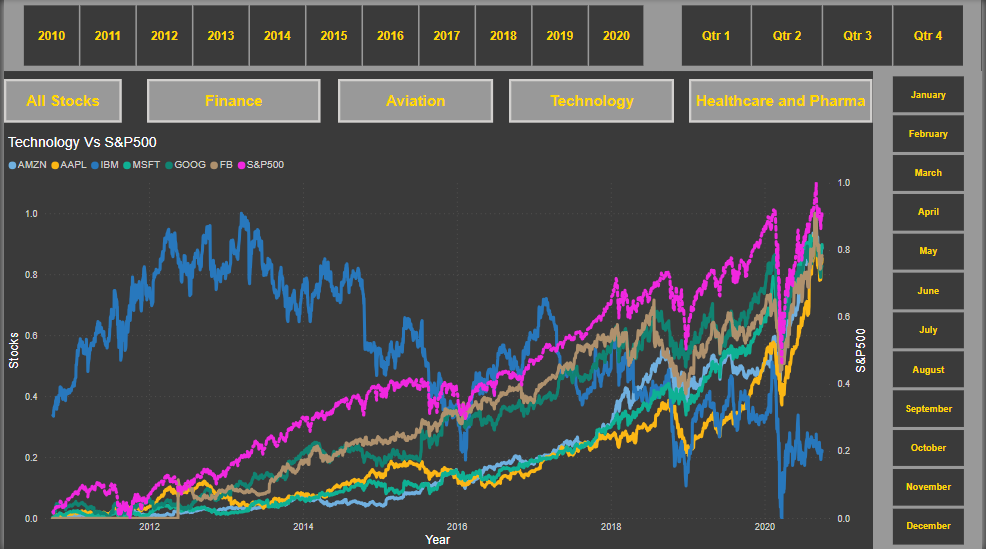 2010 2011 2012 2013 2014 2015 2016 2017 2018 2019 2020 Qtr 1 Qtr 2 Qtr 3 Qtr 4
All Stocks Finance Aviation Technology Healthcare and Pharma
Technology Vs S&P500
AMZN AAPL IBM MSFT GOOG FB S&P500
1.0
0.8
0.6
0.4
0.2
0.0
Stocks
1.0
0.8
0.6
0.4
0.2
0.0
S&P500
2012 2014 2016 2018 2020
Year
January
February
March
April
May
June
July
August
September
October
November
December